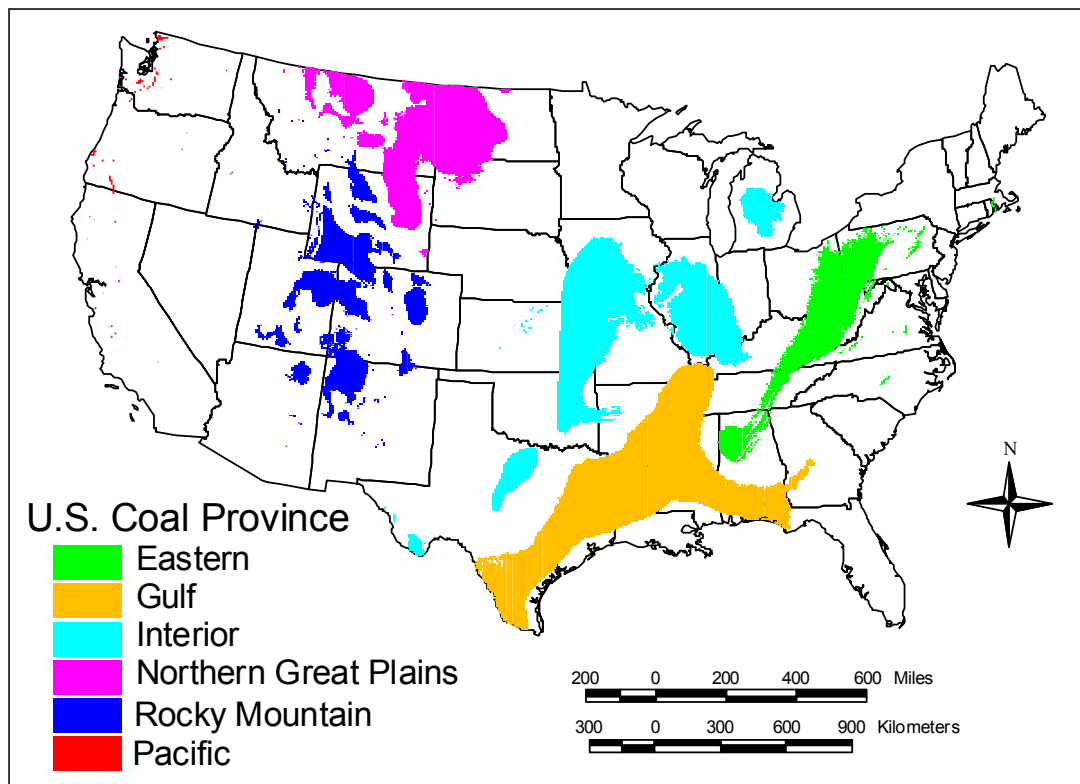 N
U.S. Coal Province
Eastern
Gulf
Interior
Northern Great Plains
Rocky Mountain
Pacific
200 0 200 400 600 Miles
300 0 300 600 900 Kilometers